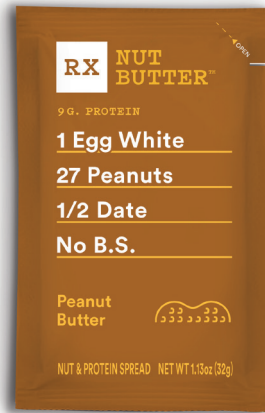 RX
NUT
BUTTER™
OPEN
9G. PROTEIN
1 Egg White
27 Peanuts
1/2 Date
No B.S.
Peanut
Butter
NUT & PROTEIN SPREAD NET WT 1.13oz (32g)